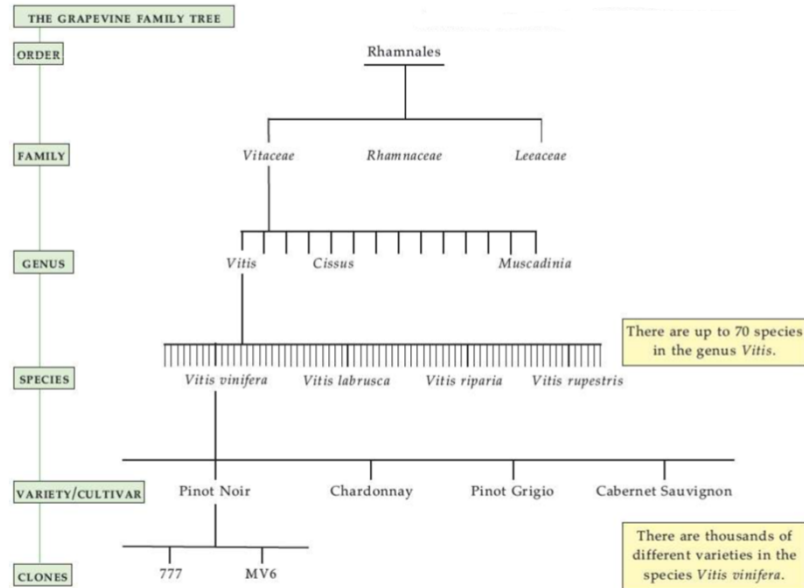 THE GRAPEVINE FAMILY TREE
ORDER
Rhamnales
FAMILY
Vitaceae
Rhamnaceae
Leeaceae
GENUS
Vitis
Cissus
Muscadinia
There are up to 70 species
in the genus Vitis.
SPECIES
Vitis vinifera
Vitis labrusca
Vitis riparia
Vitis rupestris
VARIETY/CULTIVAR
Pinot Noir
Chardonnay
Pinot Grigio
Cabernet Sauvignon
There are thousands of
different varieties in the
species Vitis vinifera.
CLONES
777
MV6